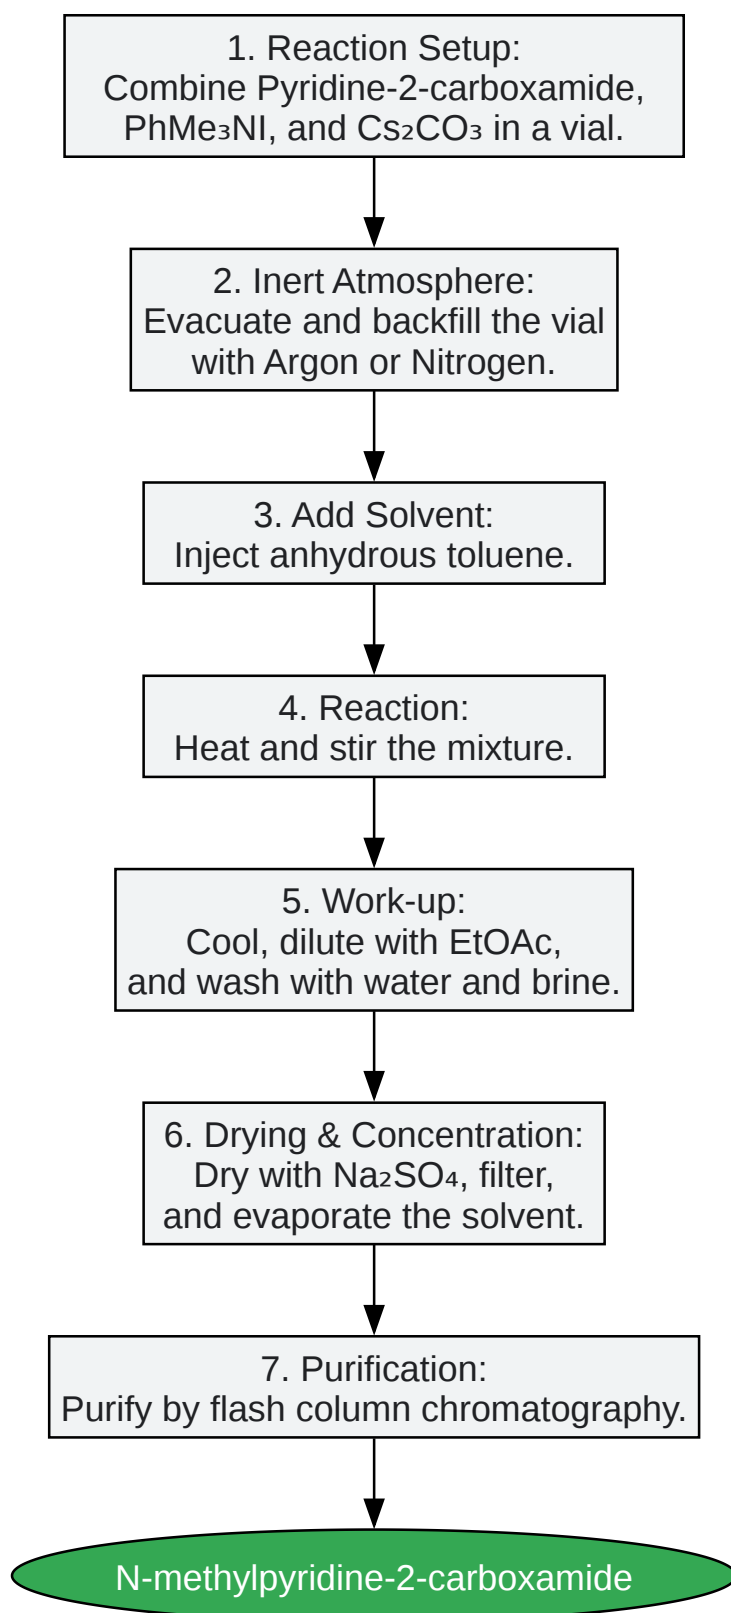 1. Reaction Setup:
Combine Pyridine-2-carboxamide,
PhMe₃NI, and Cs₂CO₃ in a vial.
2. Inert Atmosphere:
Evacuate and backfill the vial
with Argon or Nitrogen.
3. Add Solvent:
Inject anhydrous toluene.
4. Reaction:
Heat and stir the mixture.
5. Work-up:
Cool, dilute with EtOAc,
and wash with water and brine.
6. Drying & Concentration:
Dry with Na₂SO₄, filter,
and evaporate the solvent.
7. Purification:
Purify by flash column chromatography.
N-methylpyridine-2-carboxamide